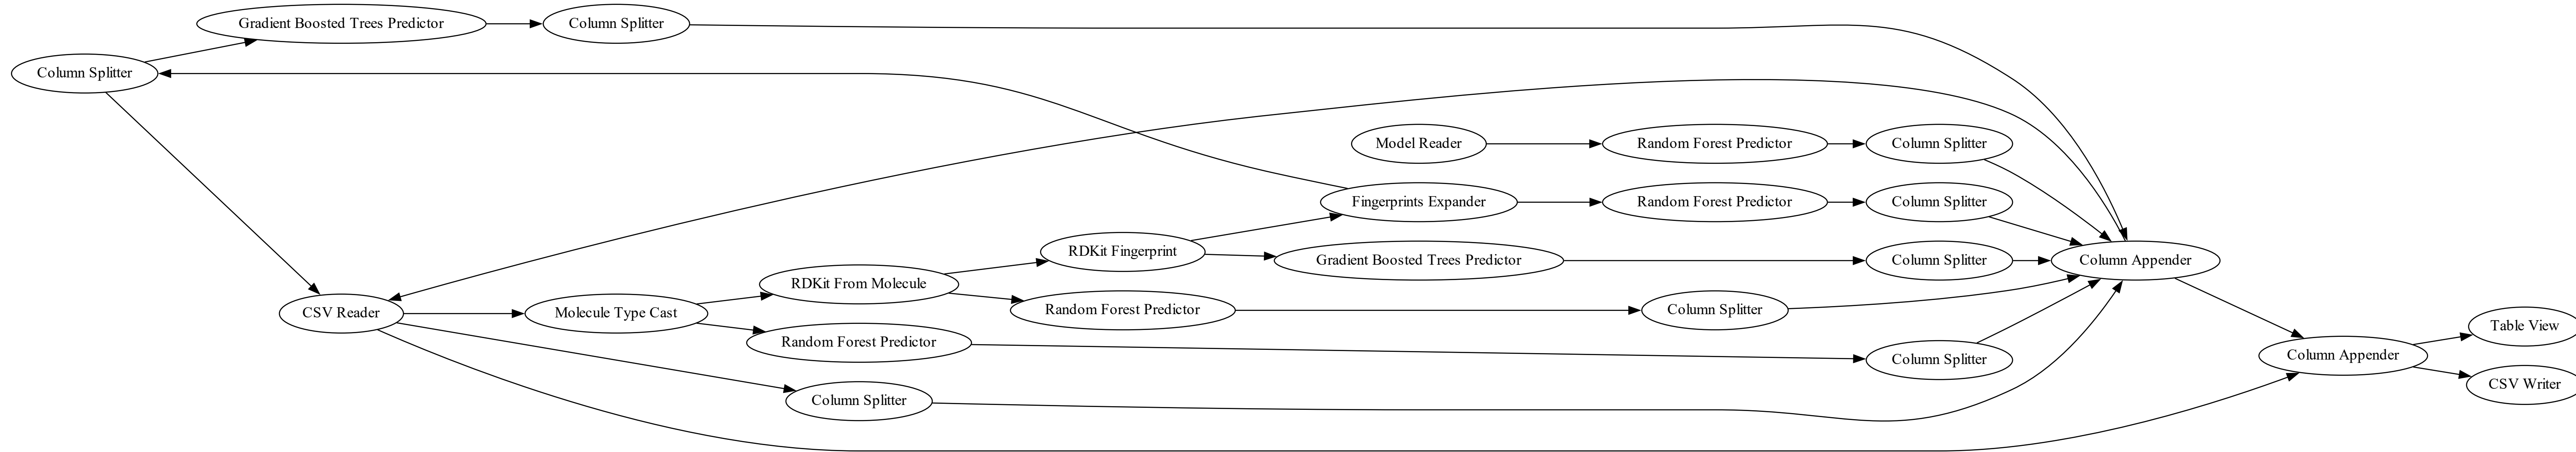 Gradient Boosted Trees Predictor
Column Splitter
Column Splitter
Model Reader
Random Forest Predictor
Column Splitter
Fingerprints Expander
Random Forest Predictor
Column Splitter
RDKit Fingerprint
Gradient Boosted Trees Predictor
Column Splitter
Column Appender
RDKit From Molecule
CSV Reader
Molecule Type Cast
Random Forest Predictor
Column Splitter
Random Forest Predictor
Column Splitter
Table View
Column Appender
CSV Writer
Column Splitter